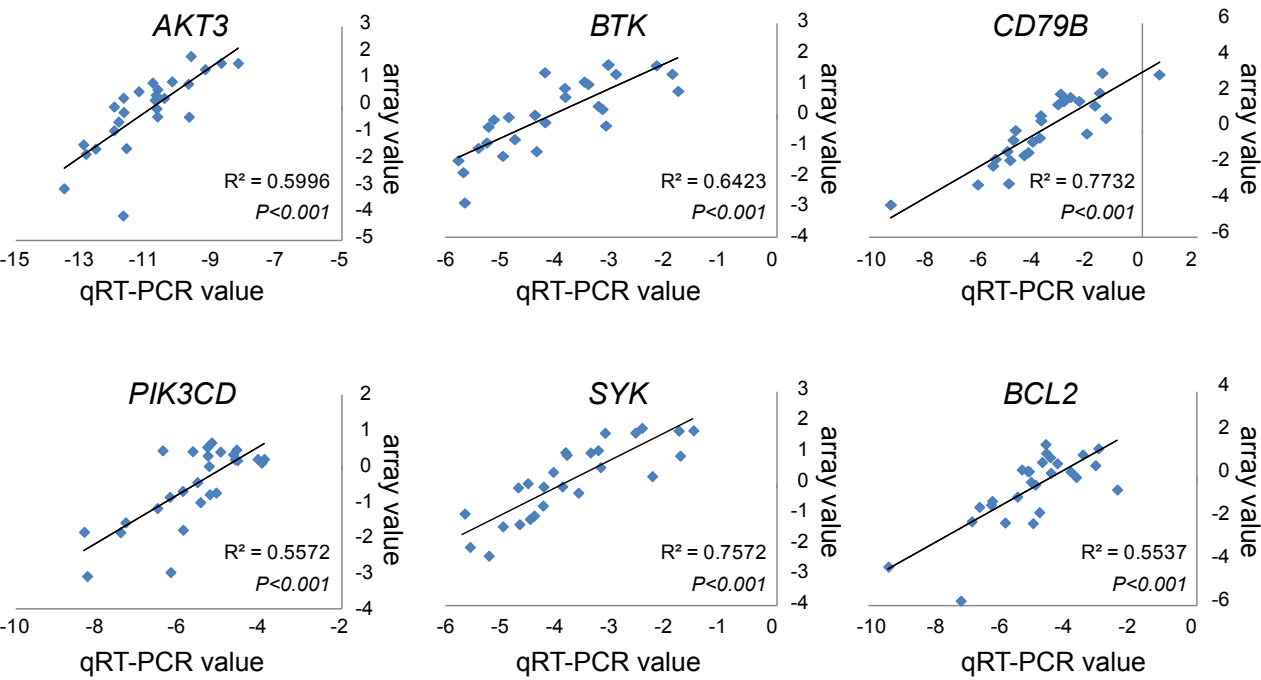 AKT3
3
2
1
0
-1
-2
-3
-4
-5
array value
R² = 0.5996
P<0.001
-15 -13 -11 -9 -7 -5
qRT-PCR value
BTK
3
2
1
0
-1
-2
-3
-4
array value
R² = 0.6423
P<0.001
-6 -5 -4 -3 -2 -1 0
qRT-PCR value
CD79B
6
4
2
0
-2
-4
-6
array value
R² = 0.7732
P<0.001
-10 -8 -6 -4 -2 0 2
qRT-PCR value
PIK3CD
2
1
0
-1
-2
-3
-4
array value
R² = 0.5572
P<0.001
-10 -8 -6 -4 -2
qRT-PCR value
SYK
3
2
1
0
-1
-2
-3
-4
array value
R² = 0.7572
P<0.001
-6 -5 -4 -3 -2 -1 0
qRT-PCR value
BCL2
4
2
0
-2
-4
-6
array value
R² = 0.5537
P<0.001
-10 -8 -6 -4 -2 0
qRT-PCR value